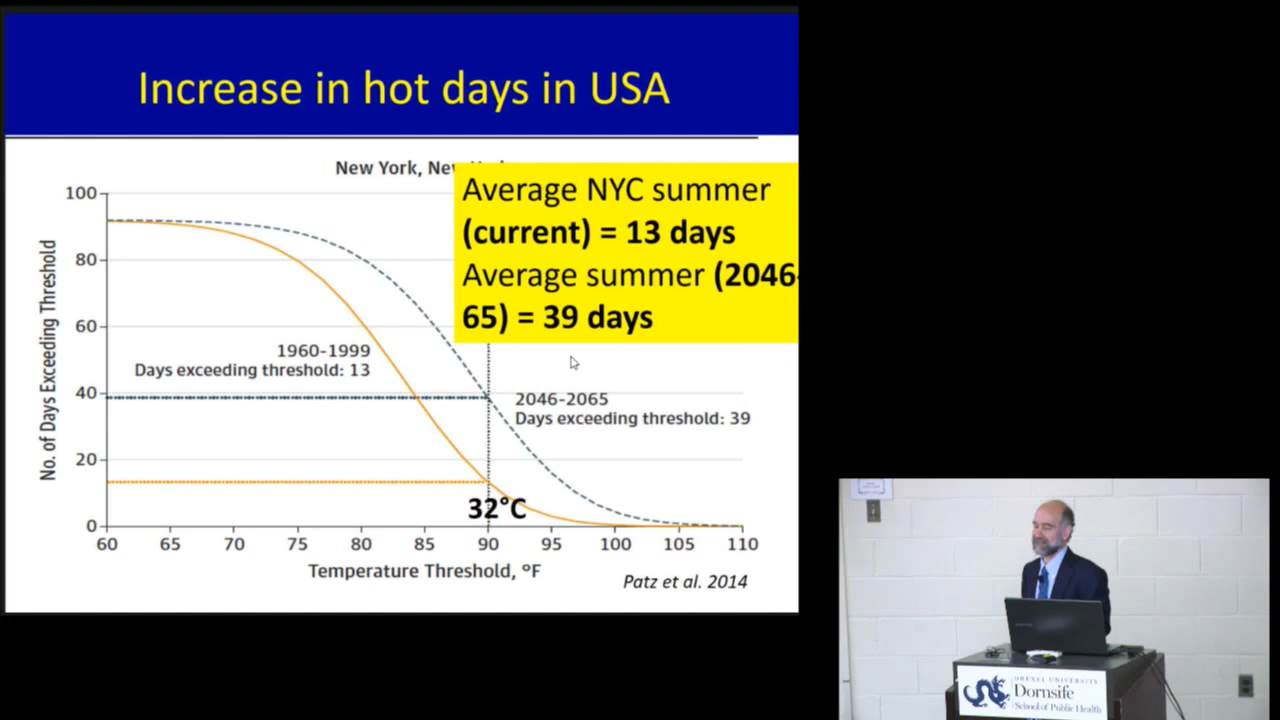 Increase in hot days in USA
New York, New
Average NYC summer
(current) = 13 days
Average summer (2046-
65) = 39 days
No. of Days Exceeding Threshold
100
80
60
40
20
0
1960-1999
Days exceeding threshold: 13
2046-2065
Days exceeding threshold: 39
32°C
60 65 70 75 80 85 90 95 100 105 110
Temperature Threshold, °F
Patz et al. 2014
DREXEL UNIVERSITY
Dornsife
School of Public Health